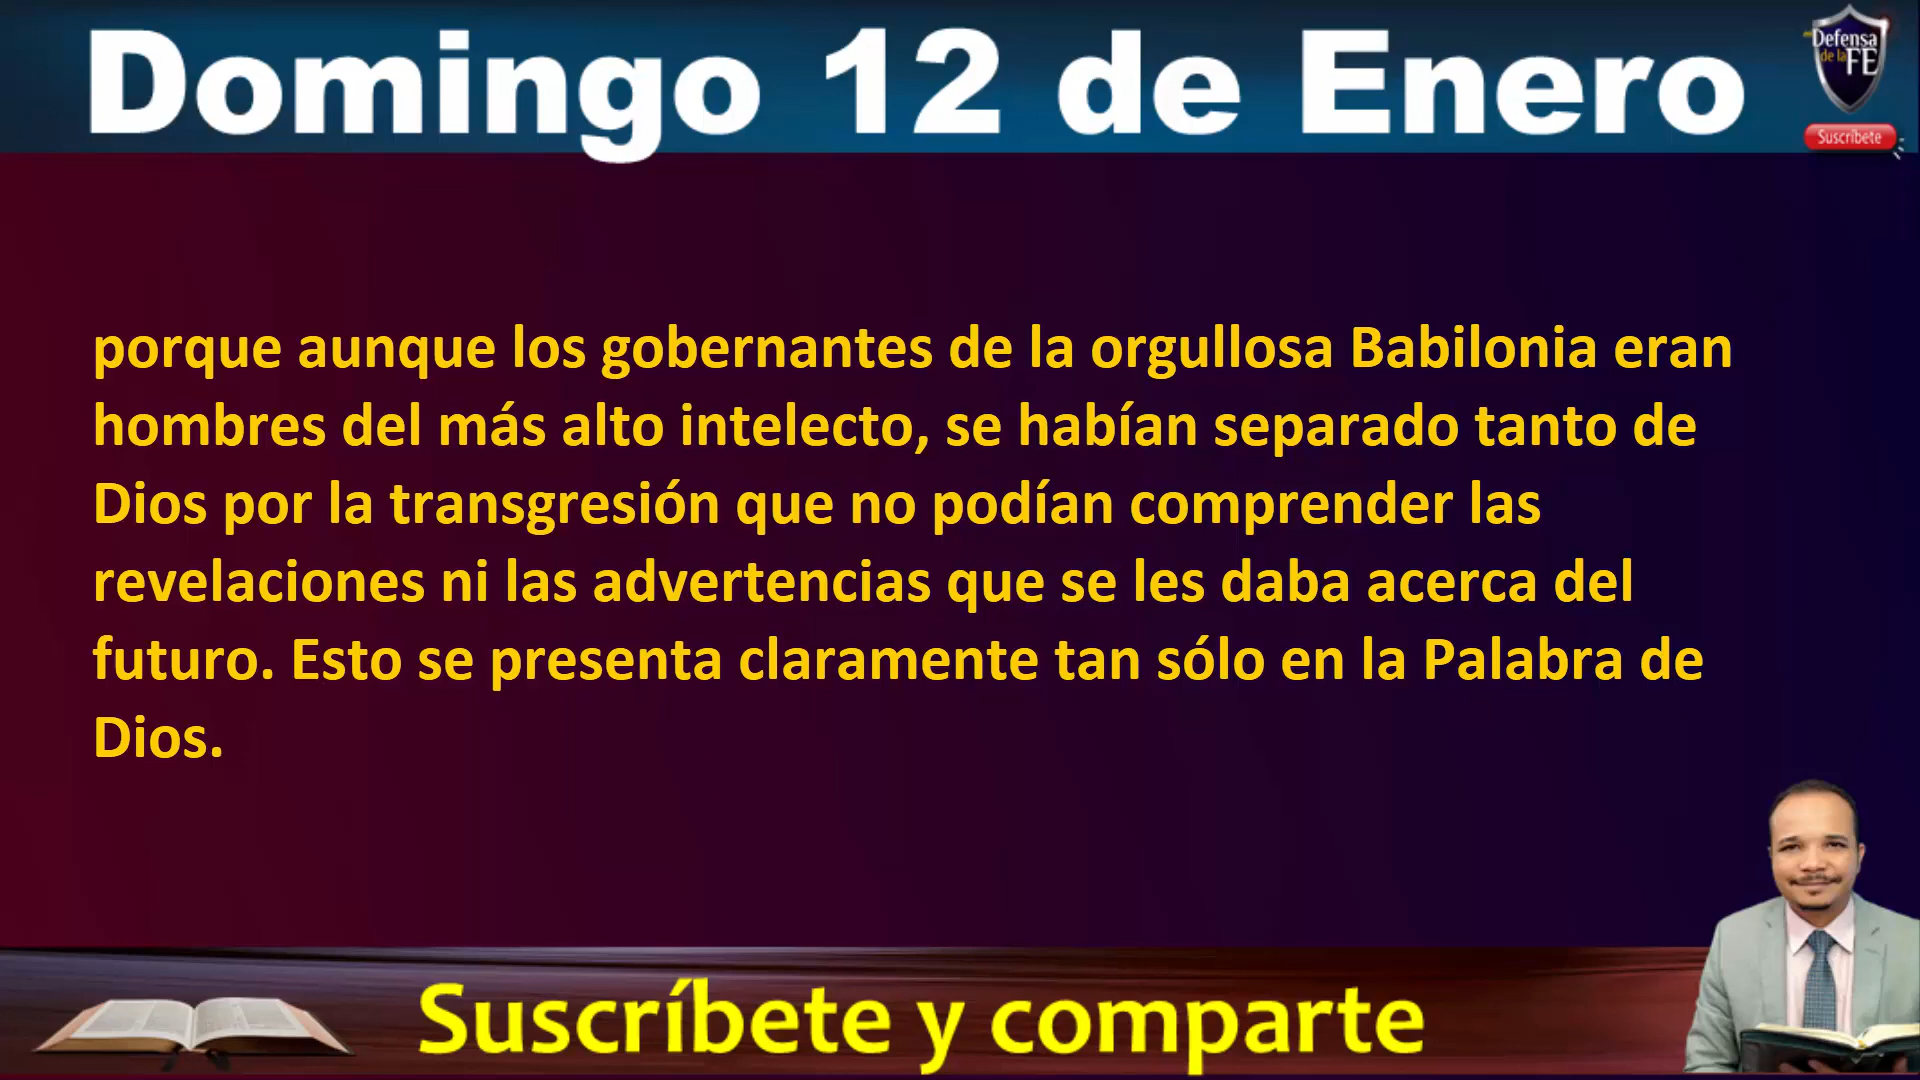 Domingo 12 de Enero
Defensa
de la FE
Suscríbete
porque aunque los gobernantes de la orgullosa Babilonia eran
hombres del más alto intelecto, se habían separado tanto de
Dios por la transgresión que no podían comprender las
revelaciones ni las advertencias que se les daba acerca del
futuro. Esto se presenta claramente tan sólo en la Palabra de
Dios.
Suscríbete y comparte